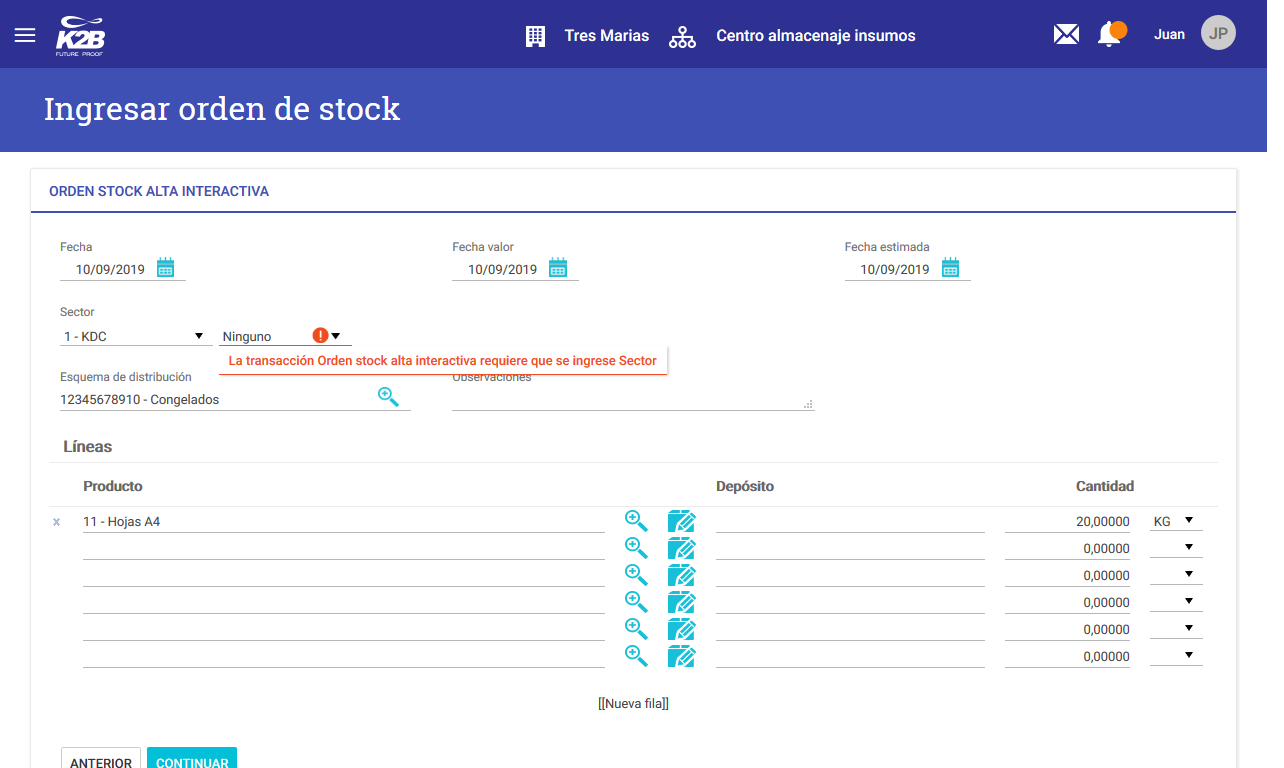 K2B
FUTURE PROOF
Tres Marias
Centro almacenaje insumos
Juan
JP
Ingresar orden de stock
ORDEN STOCK ALTA INTERACTIVA
Fecha
Fecha valor
Fecha estimada
10/09/2019
10/09/2019
10/09/2019
Sector
1 - KDC
Ninguno
La transacción Orden stock alta interactiva requiere que se ingrese Sector
Esquema de distribución
Observaciones
12345678910 - Congelados
Líneas
Producto
Depósito
Cantidad
x
11 - Hojas A4
20,00000
KG
0,00000
0,00000
0,00000
0,00000
0,00000
[[Nueva fila]]
ANTERIOR
CONTINUAR